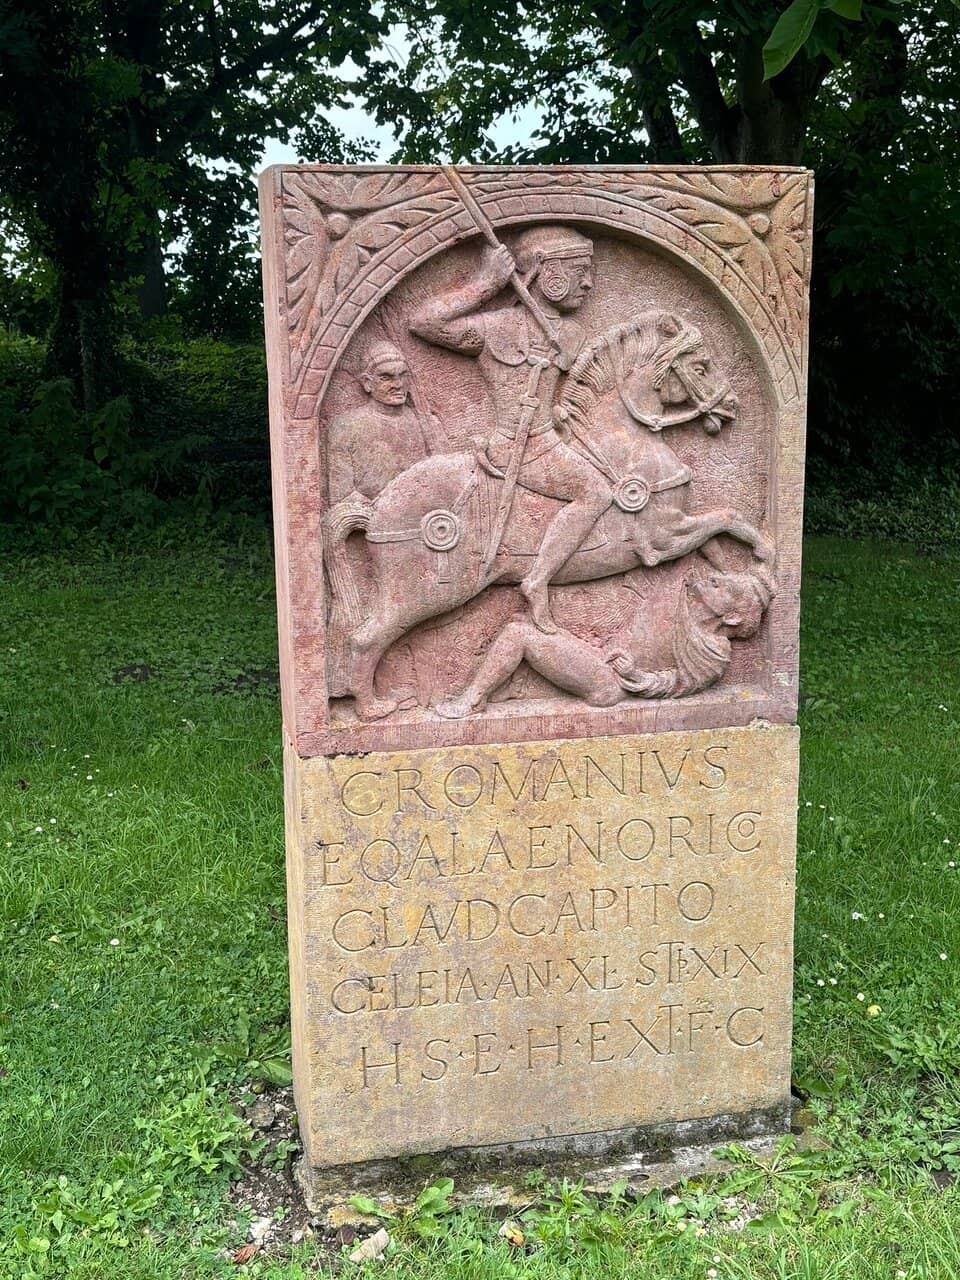 C ROMANIVS
EQ ALAE NORICO
CLAVD CAPITO
CELEIA·AN·XL·STIP XIX
H·S·E·H·EX T·F·C